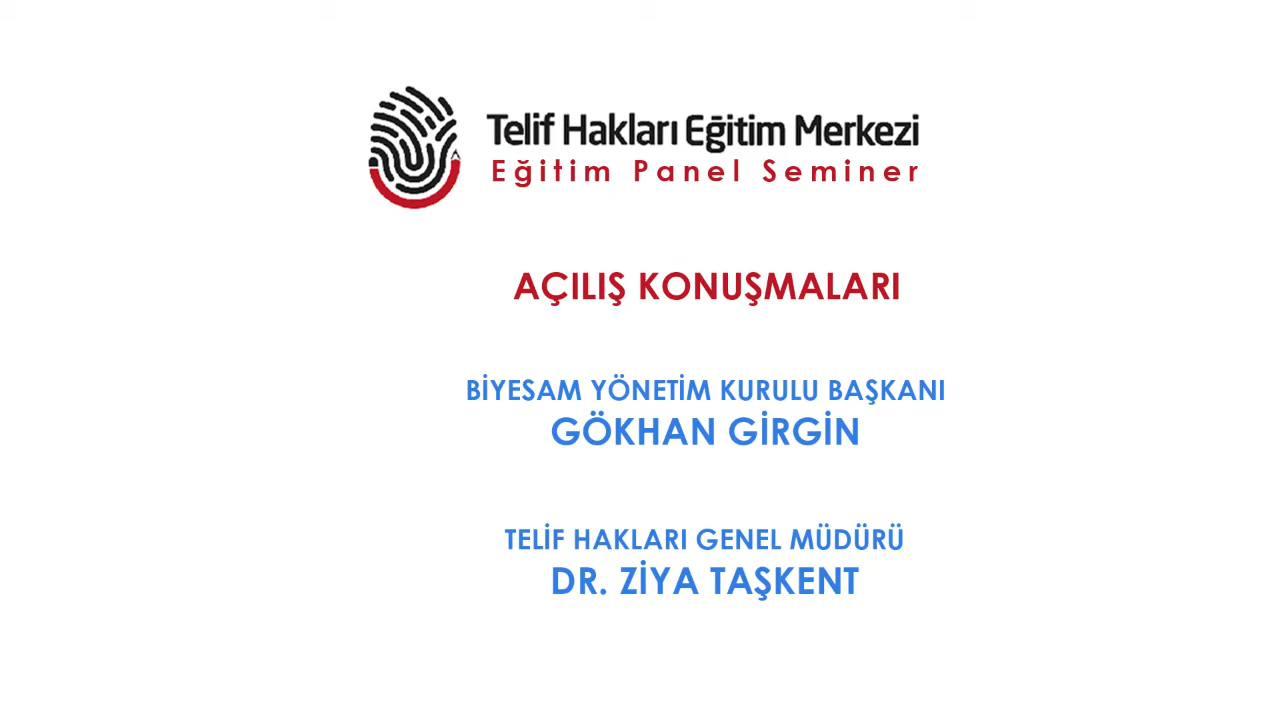 Telif Hakları Eğitim Merkezi
Eğitim Panel Seminer
AÇILIŞ KONUŞMALARI
BİYESAM YÖNETİM KURULU BAŞKANI
GÖKHAN GİRGİN
TELİF HAKLARI GENEL MÜDÜRÜ
DR. ZİYA TAŞKENT